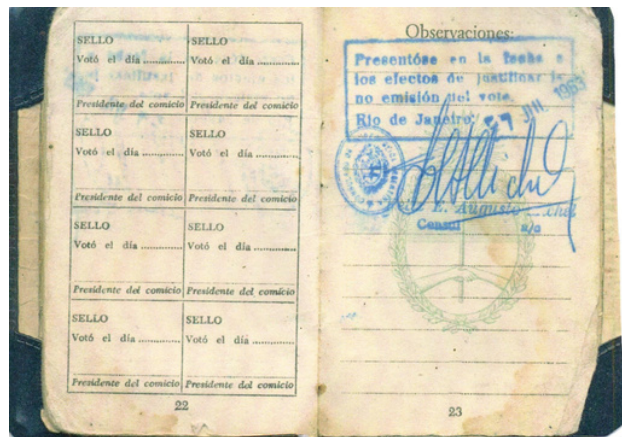 SELLO SELLO
Votó el día ............ Votó el día ............
Presidente del comicio Presidente del comicio
SELLO SELLO
Votó el día ............ Votó el día ............
Presidente del comicio Presidente del comicio
SELLO SELLO
Votó el día ............ Votó el día ............
Presidente del comicio Presidente del comicio
SELLO SELLO
Votó el día ............ Votó el día ............
Presidente del comicio Presidente del comicio
22
Observaciones:
Presentóse en la fecha a
los efectos de justificar la
no emisión del voto.
Rio de Janeiro, JUL 1963
E. Augusto
Consul a/o
23